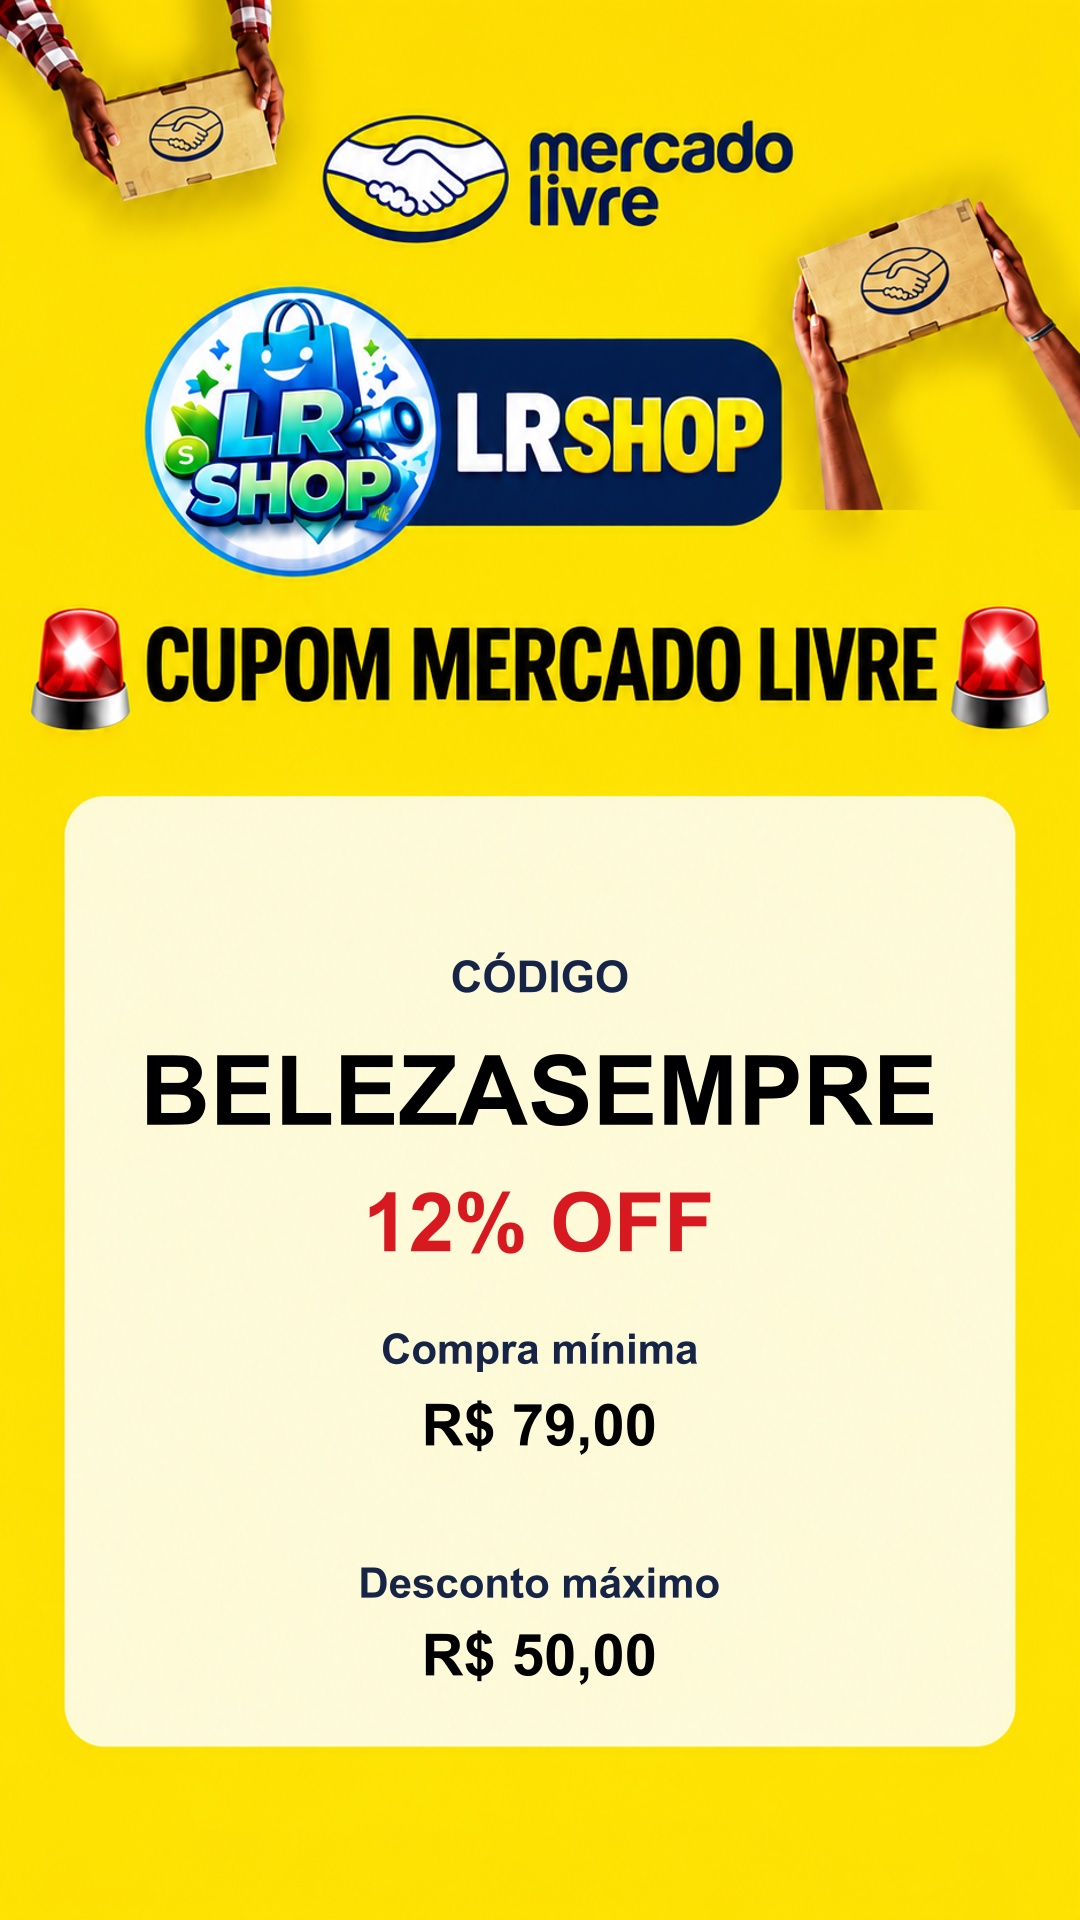 mercado
livre
LR
SHOP
S
LRSHOP
CUPOM MERCADO LIVRE
CÓDIGO
BELEZASEMPRE
12% OFF
Compra mínima
R$ 79,00
Desconto máximo
R$ 50,00